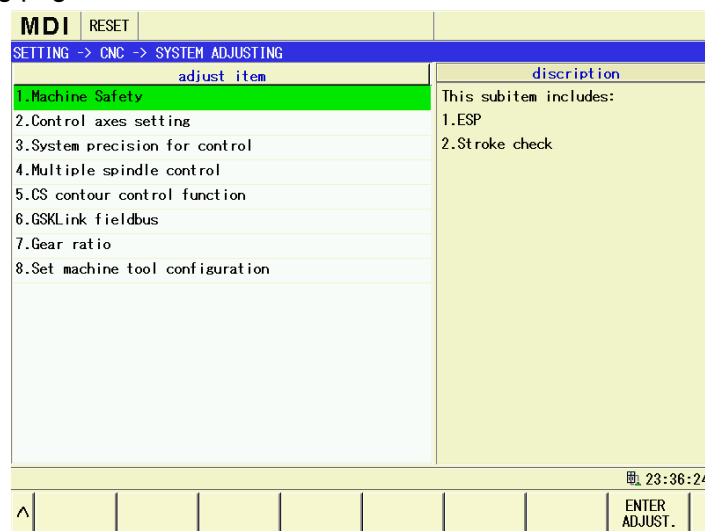 MDI RESET
SETTING -> CNC -> SYSTEM ADJUSTING
adjust item
discription
1.Machine Safety
2.Control axes setting
3.System precision for control
4.Multiple spindle control
5.CS contour control function
6.GSKLink fieldbus
7.Gear ratio
8.Set machine tool configuration
This subitem includes:
1.ESP
2.Stroke check
23:36:24
^
ENTER
ADJUST.